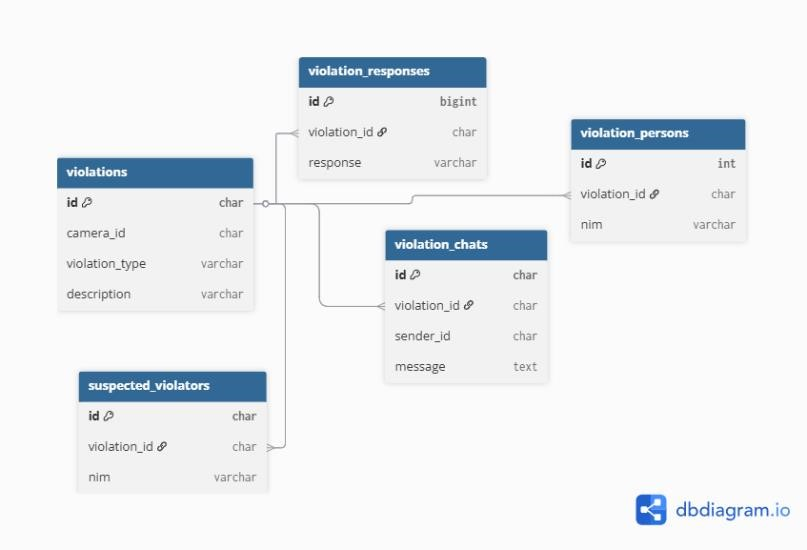 violation_responses
id bigint
violation_id char
response varchar
violation_persons
id int
violation_id char
nim varchar
violations
id char
camera_id char
violation_type varchar
description varchar
violation_chats
id char
violation_id char
sender_id char
message text
suspected_violators
id char
violation_id char
nim varchar
dbdiagram.io